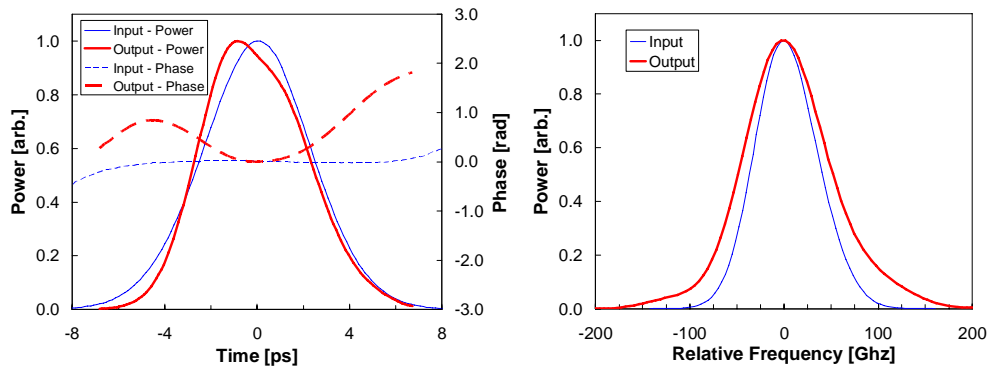 Input - Power
Output - Power
Input - Phase
Output - Phase
Power [arb.]
1.0
0.8
0.6
0.4
0.2
0.0
-8
-4
0
4
8
Time [ps]
3.0
2.0
1.0
0.0
-1.0
-2.0
-3.0
Phase [rad]
Input
Output
Power [arb.]
1.0
0.8
0.6
0.4
0.2
0.0
-200
-100
0
100
200
Relative Frequency [Ghz]